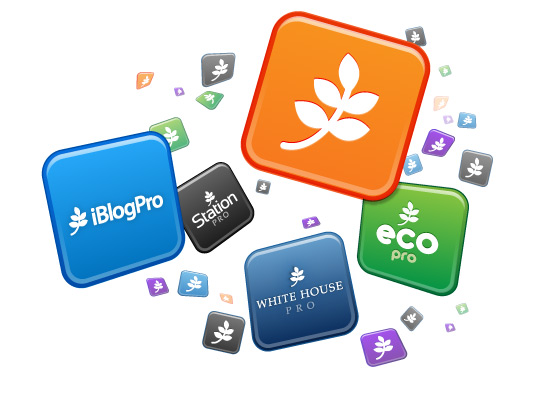 iBlogPro
Station
PRO
eco
pro
WHITE HOUSE
PRO